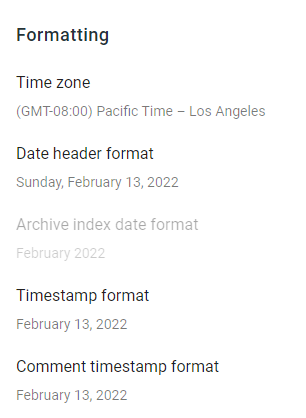 Formatting
Time zone
(GMT-08:00) Pacific Time – Los Angeles
Date header format
Sunday, February 13, 2022
Archive index date format
February 2022
Timestamp format
February 13, 2022
Comment timestamp format
February 13, 2022